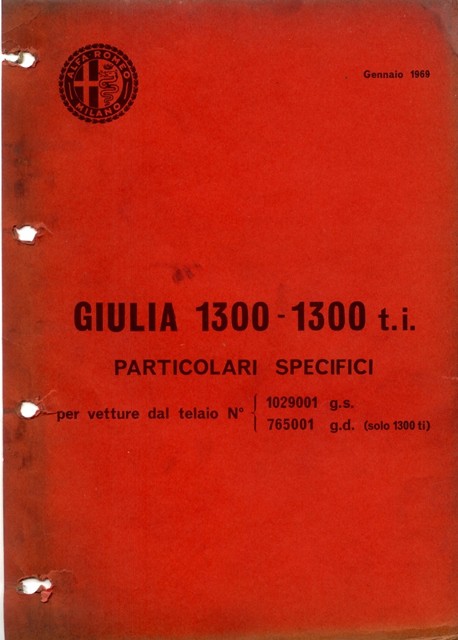 ALFA ROMEO
MILANO
Gennaio 1969
GIULIA 1300 - 1300 t.i.
PARTICOLARI SPECIFICI
per vetture dal telaio N° { 1029001 g.s.
765001 g.d. (solo 1300 ti)